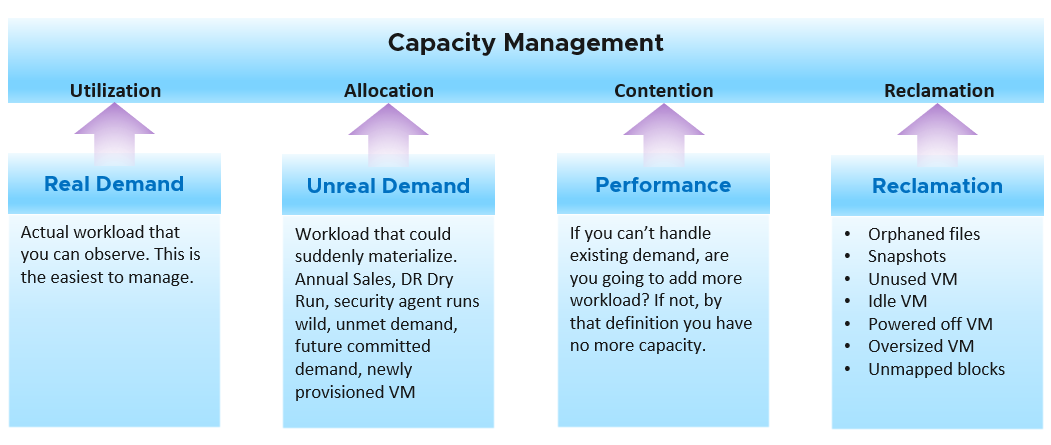 Capacity Management
Utilization
Allocation
Contention
Reclamation
Real Demand
Actual workload that
you can observe. This is
the easiest to manage.
Unreal Demand
Workload that could
suddenly materialize.
Annual Sales, DR Dry
Run, security agent runs
wild, unmet demand,
future committed
demand, newly
provisioned VM
Performance
If you can’t handle
existing demand, are
you going to add more
workload? If not, by
that definition you have
no more capacity.
Reclamation
• Orphaned files
• Snapshots
• Unused VM
• Idle VM
• Powered off VM
• Oversized VM
• Unmapped blocks